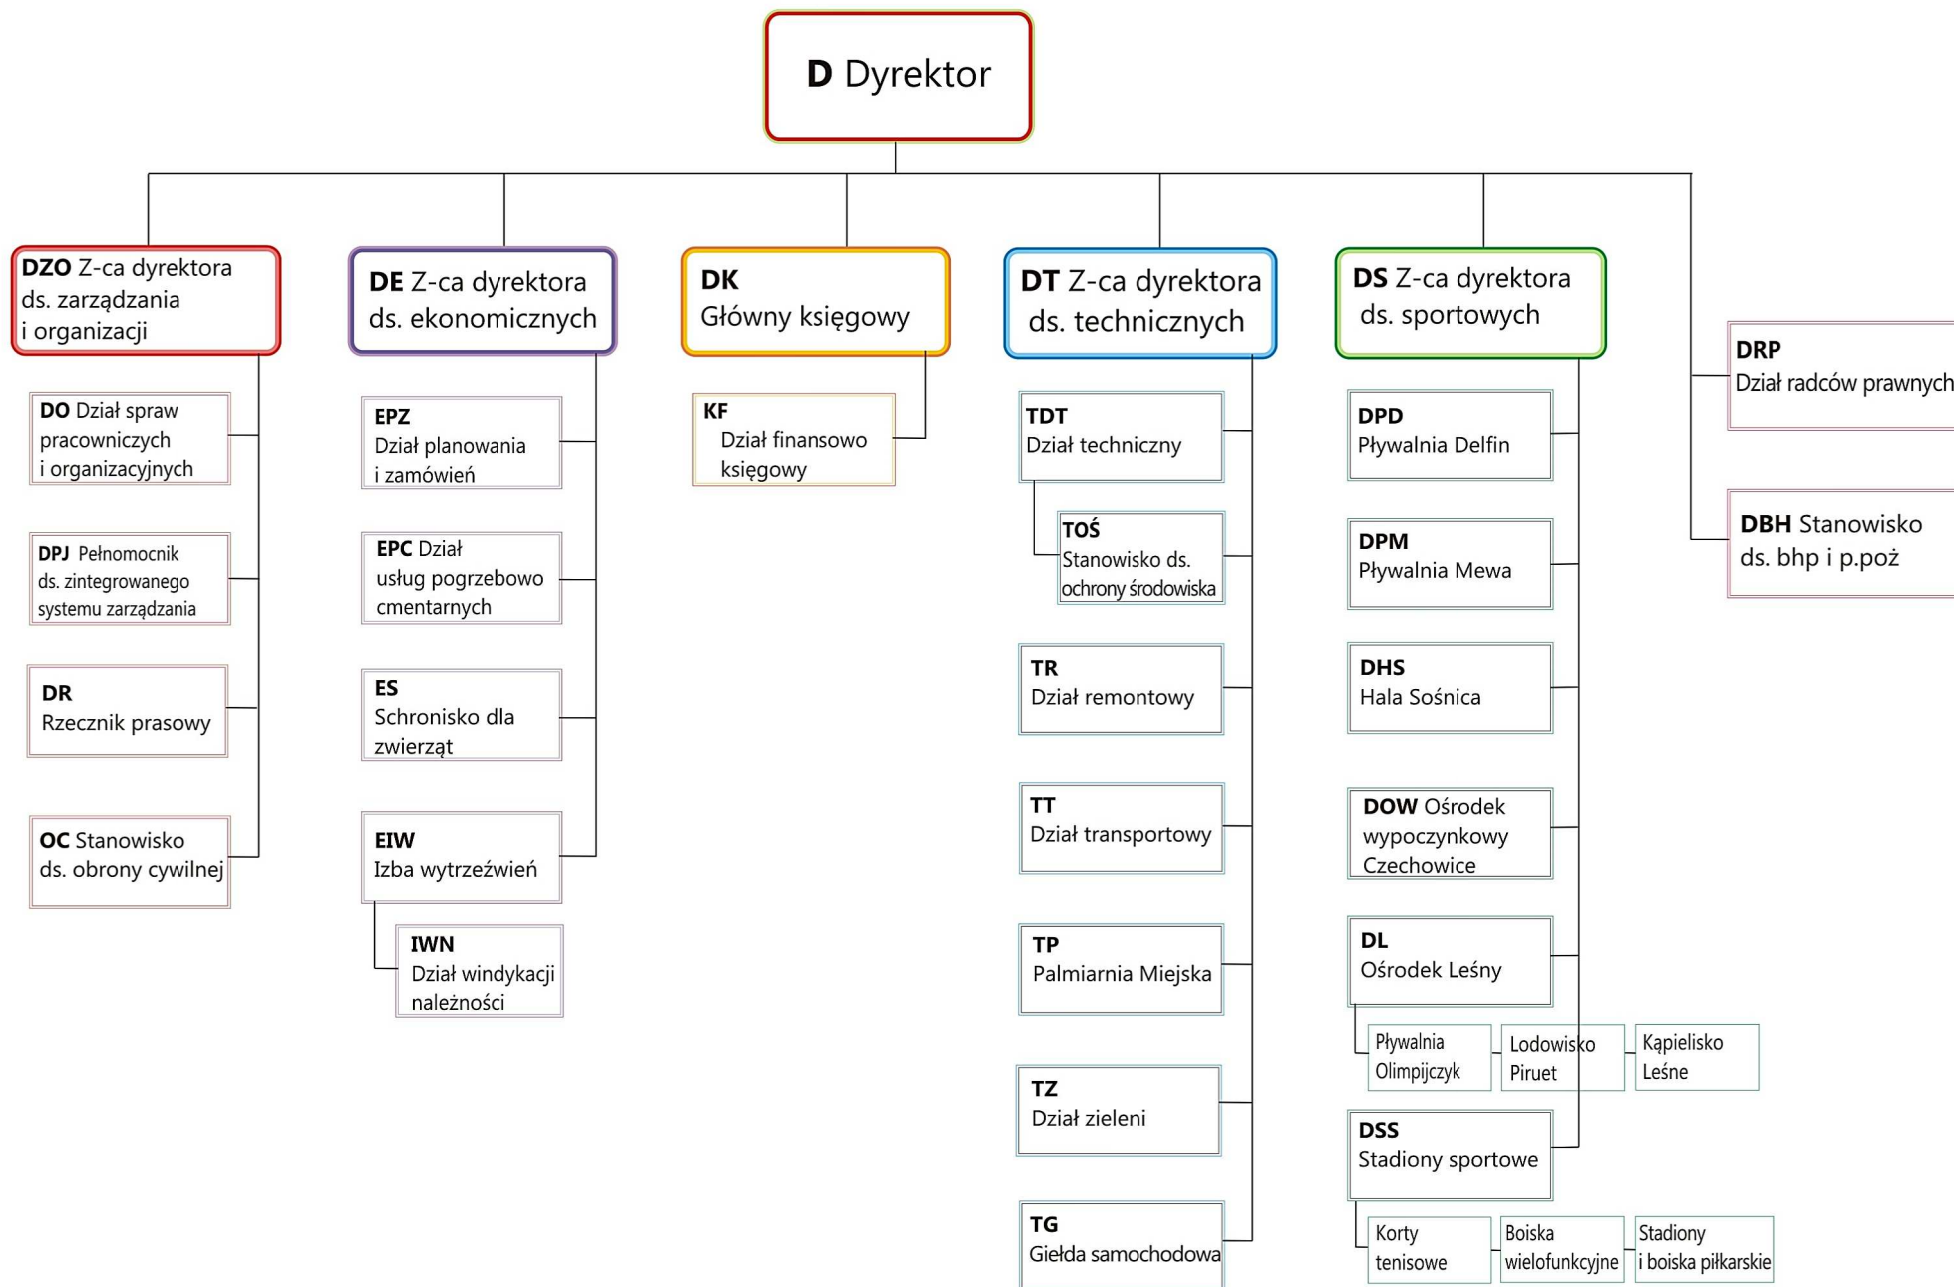 D Dyrektor
DZO Z-ca dyrektora
ds. zarządzania
i organizacji
DO Dział spraw
pracowniczych
i organizacyjnych
DPJ Pełnomocnik
ds. zintegrowanego
systemu zarządzania
DR
Rzecznik prasowy
OC Stanowisko
ds. obrony cywilnej
DE Z-ca dyrektora
ds. ekonomicznych
EPZ
Dział planowania
i zamówień
EPC Dział
usług pogrzebowo
cmentarnych
ES
Schronisko dla
zwierząt
EIW
Izba wytrzeźwień
IWN
Dział windykacji
należności
DK
Główny księgowy
KF
Dział finansowo
księgowy
DT Z-ca dyrektora
ds. technicznych
TDT
Dział techniczny
TOŚ
Stanowisko ds.
ochrony środowiska
TR
Dział remontowy
TT
Dział transportowy
TP
Palmiarnia Miejska
TZ
Dział zieleni
TG
Giełda samochodowa
DS Z-ca dyrektora
ds. sportowych
DPD
Pływalnia Delfin
DPM
Pływalnia Mewa
DHS
Hala Sośnica
DOW Ośrodek
wypoczynkowy
Czechowice
DL
Ośrodek Leśny
Pływalnia
Olimpijczyk
Lodowisko
Piruet
Kąpielisko
Leśne
DSS
Stadiony sportowe
Korty
tenisowe
Boiska
wielofunkcyjne
Stadiony
i boiska piłkarskie
DRP
Dział radców prawnych
DBH Stanowisko
ds. bhp i p.poż